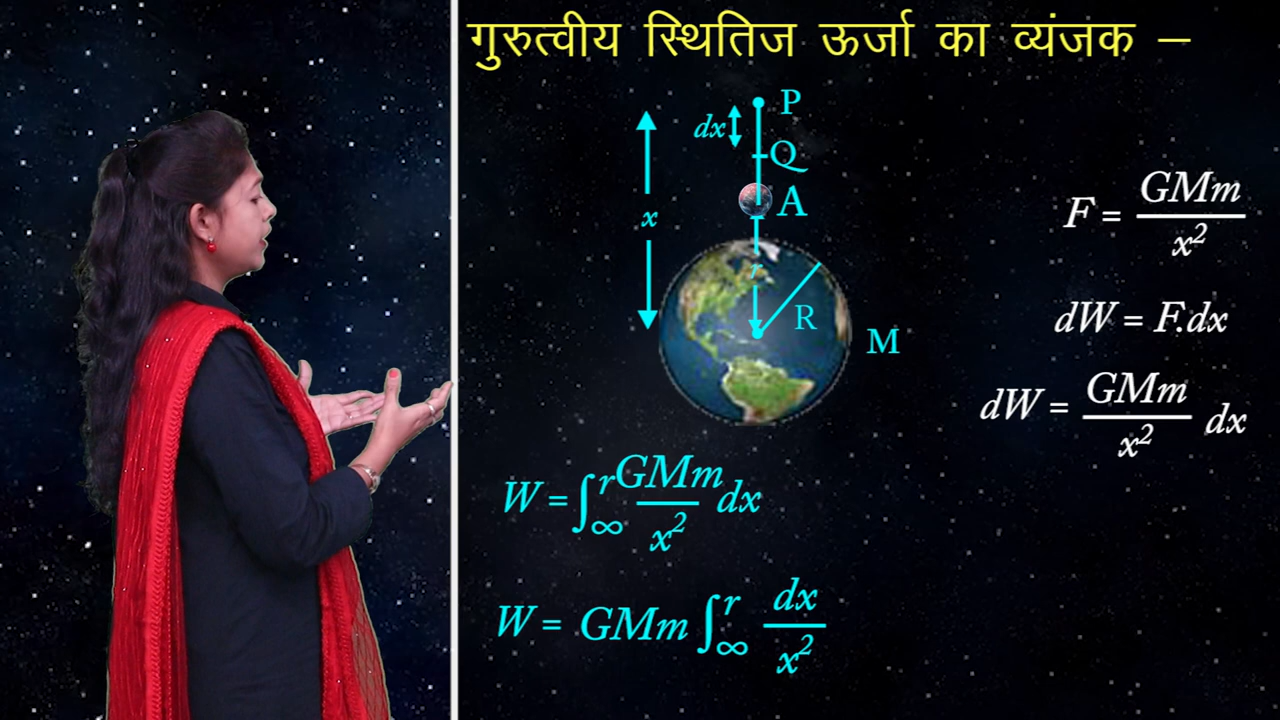 गुरुत्वीय स्थितिज ऊर्जा का व्यंजक –
P
dx
Q
A
x
r
R
M
F = GMm/x²
dW = F.dx
dW = GMm/x² dx
W = ∫∞^r GMm/x² dx
W = GMm ∫∞^r dx/x²